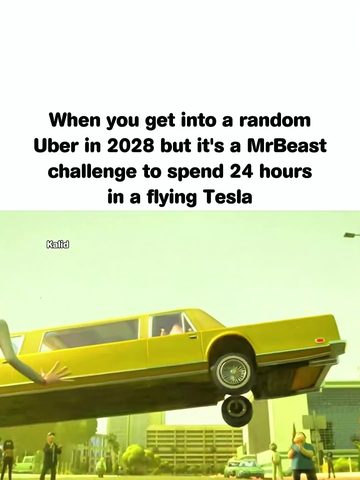 When you get into a random
Uber in 2028 but it's a MrBeast
challenge to spend 24 hours
in a flying Tesla
Kalid